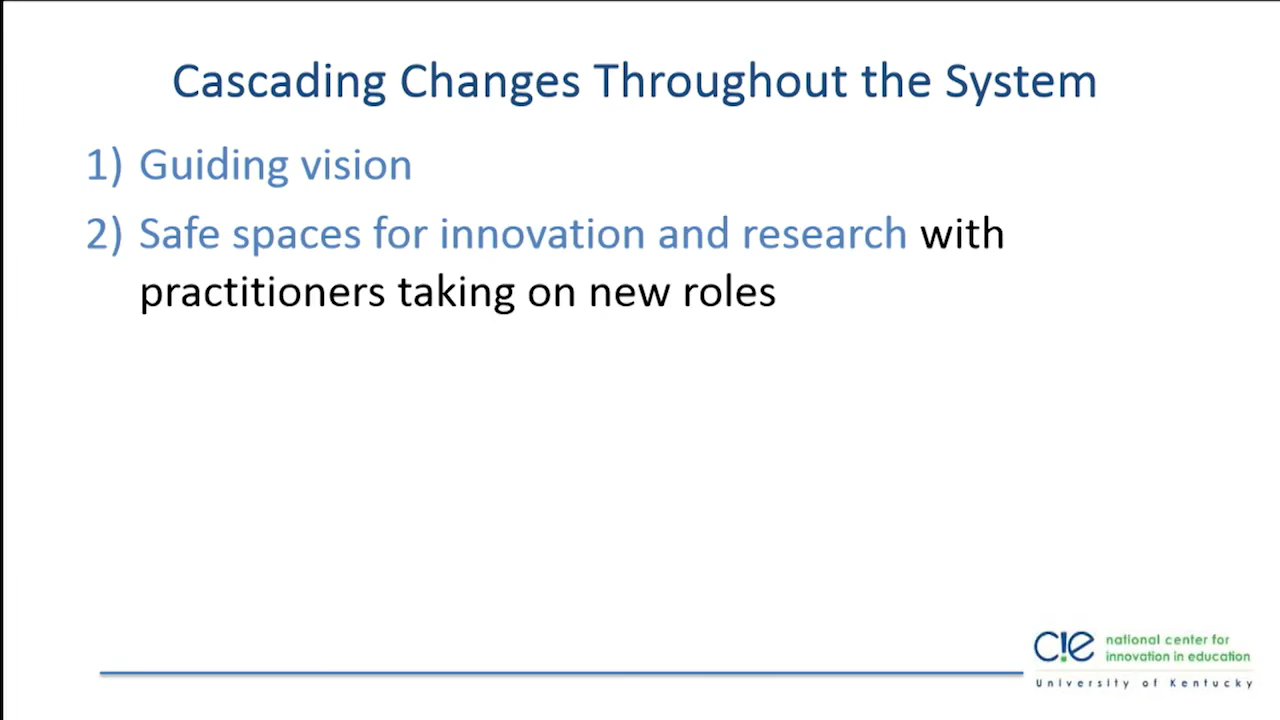 Cascading Changes Throughout the System
1) Guiding vision
2) Safe spaces for innovation and research with
practitioners taking on new roles
c!e national center for
innovation in education
University of Kentucky